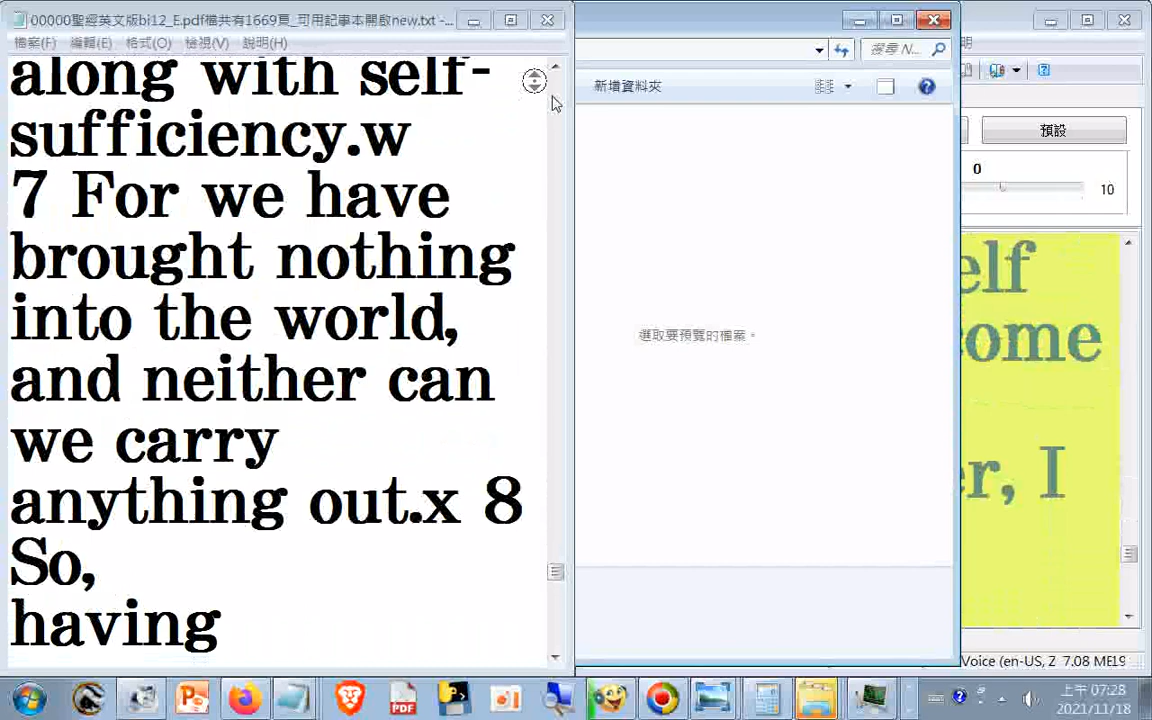 00000聖經英文版bi12_E.pdf檔共有1669頁_可用記事本開啟new.txt -...
檔案(F) 編輯(E) 格式(O) 檢視(V) 說明(H)
along with self-
sufficiency.w
7 For we have
brought nothing
into the world,
and neither can
we carry
anything out.x 8
So,
having
搜尋 N...
新增資料夾
選取要預覽的檔案。
明
預設
0
10
elf
ome
er, I
Voice (en-US, Z 7.08 ME19
上午 07:28
2021/11/18
PDF